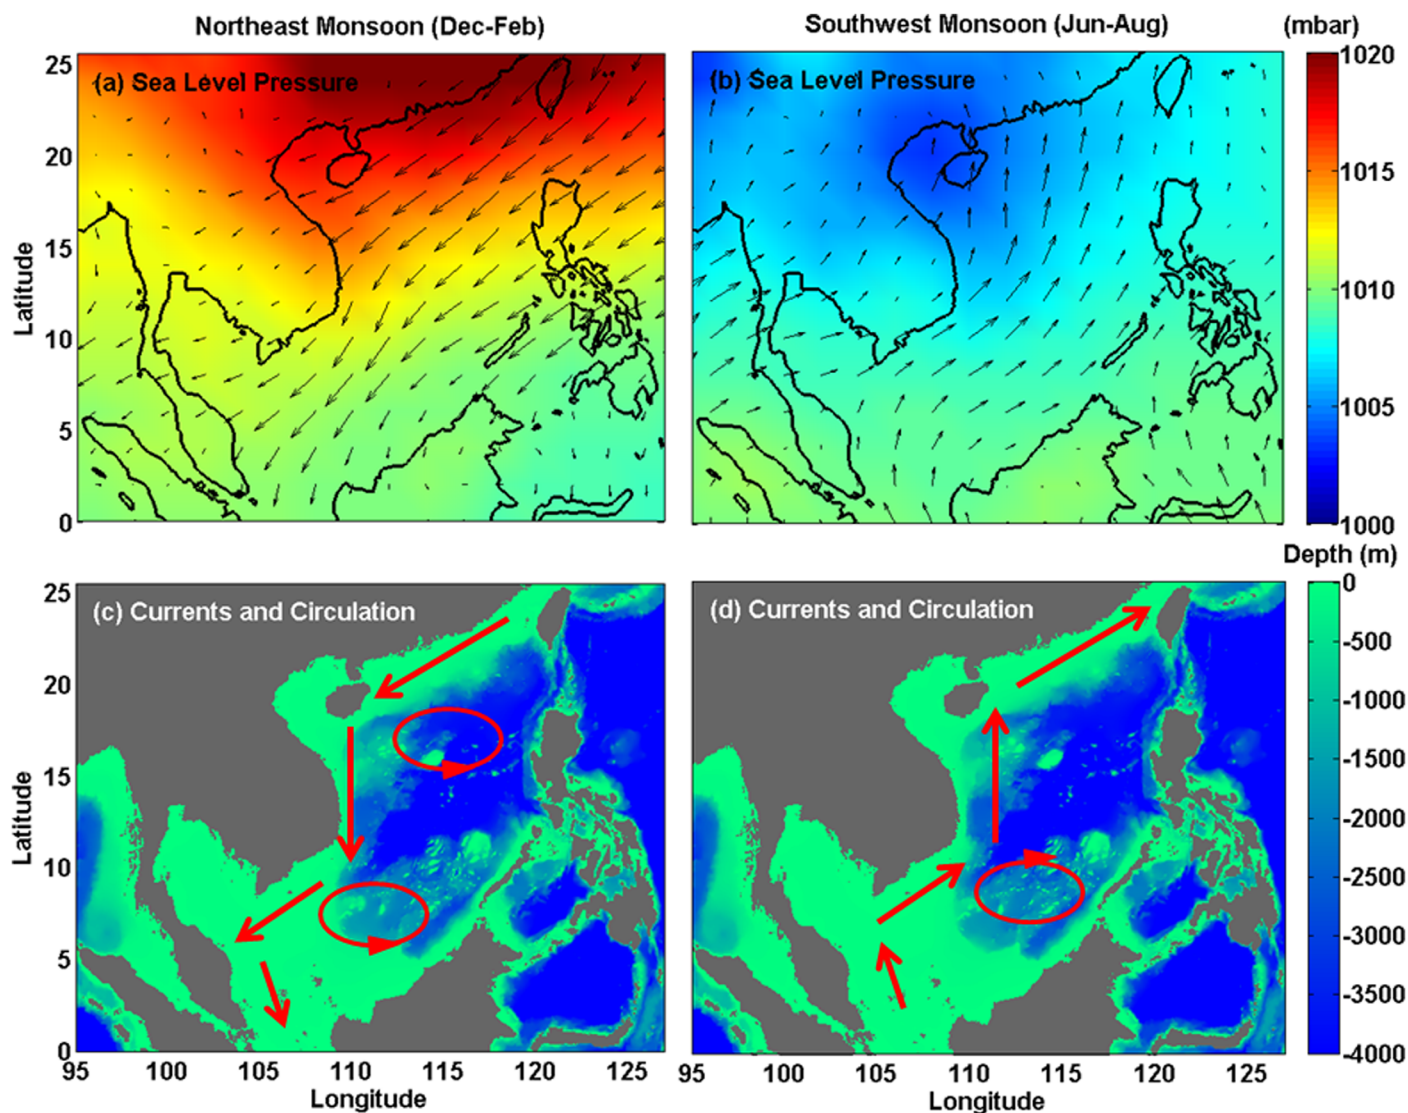 Northeast Monsoon (Dec-Feb)
Southwest Monsoon (Jun-Aug)
(mbar)
(a) Sea Level Pressure
(b) Sea Level Pressure
25
20
15
10
5
0
Latitude
1020
1015
1010
1005
1000
Depth (m)
(c) Currents and Circulation
(d) Currents and Circulation
25
20
15
10
5
0
Latitude
0
-500
-1000
-1500
-2000
-2500
-3000
-3500
-4000
95 100 105 110 115 120 125
95 100 105 110 115 120 125
Longitude
Longitude